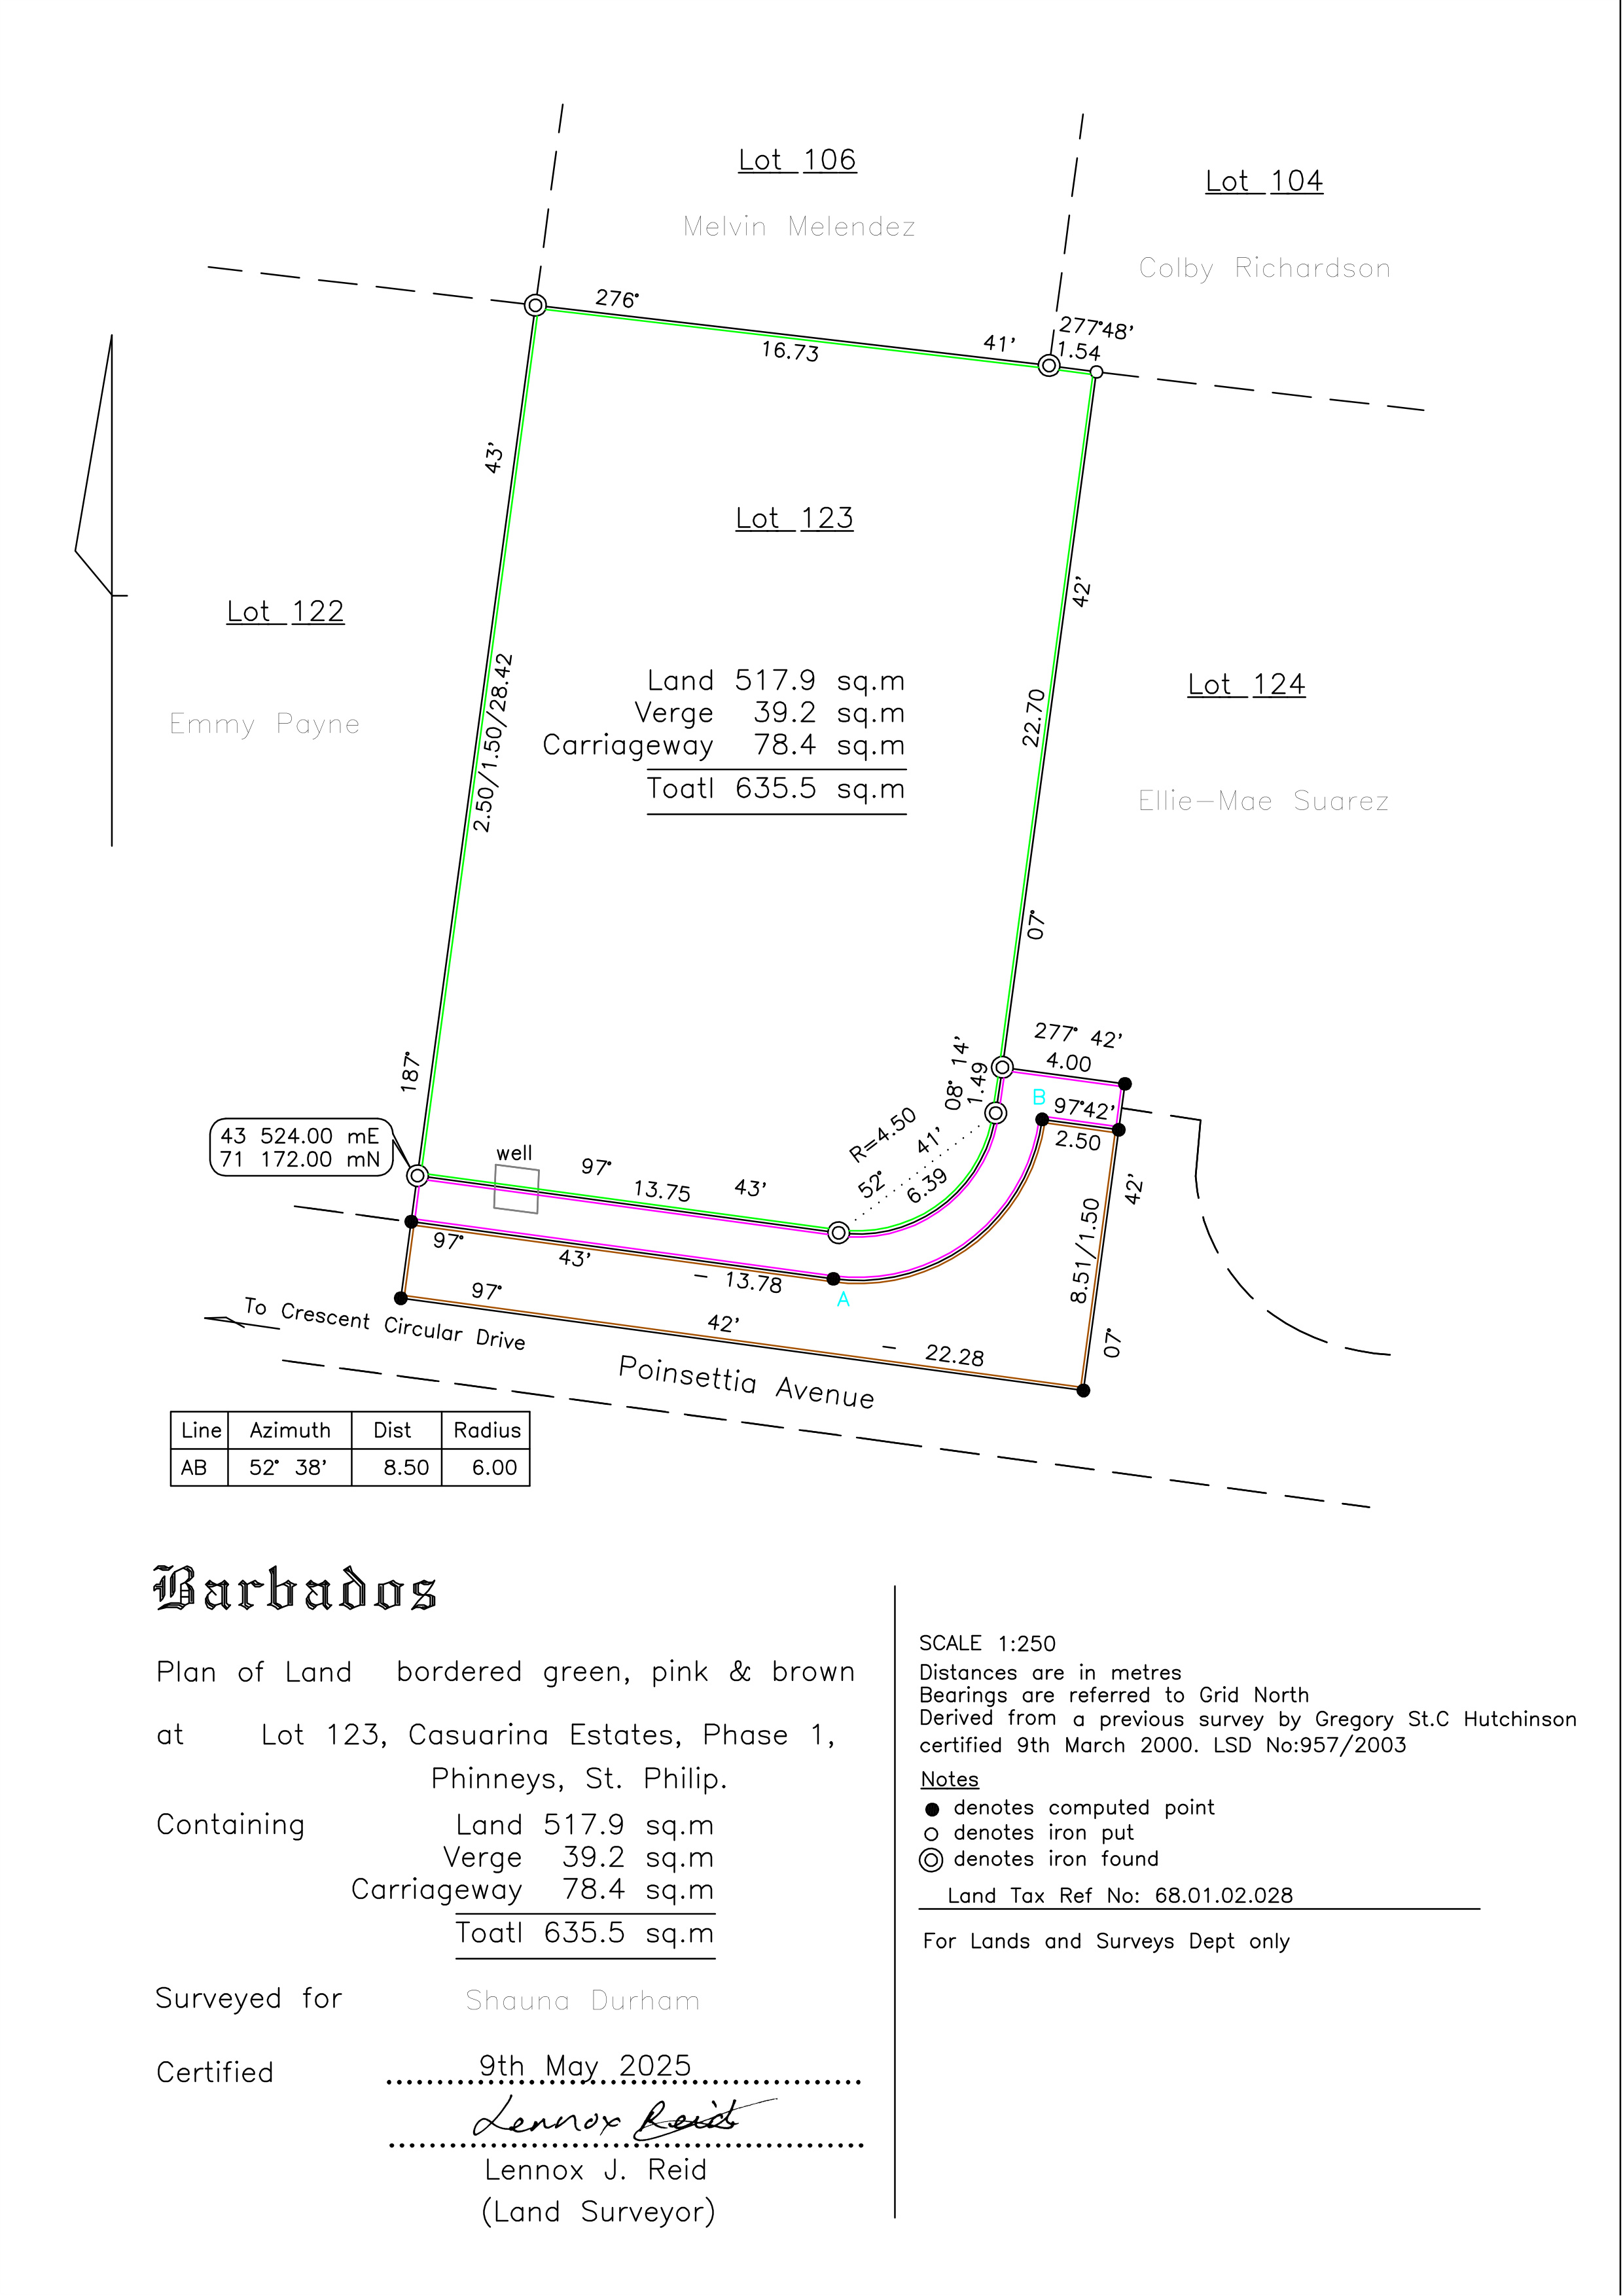 Lot 106
Melvin Melendez
Lot 104
Colby Richardson
276°
41'
16.73
277°48'
1.54
43'
Lot 123
42'
Lot 122
Emmy Payne
2.50/1.50/28.42
Land 517.9 sq.m
Verge 39.2 sq.m
Carriageway 78.4 sq.m
Toatl 635.5 sq.m
22.70
Lot 124
Ellie-Mae Suarez
07°
187°
277° 42'
4.00
08° 14'
1.49
B
97°42'
2.50
R=4.50
52° 41'
6.39
43 524.00 mE
71 172.00 mN
well
97° 43'
13.75
97° 43' - 13.78
A
42'
8.51/1.50
07°
97° 42' - 22.28
To Crescent Circular Drive
Poinsettia Avenue
Line Azimuth Dist Radius
AB 52° 38' 8.50 6.00
Barbados
Plan of Land bordered green, pink & brown
at Lot 123, Casuarina Estates, Phase 1,
Phinneys, St. Philip.
Containing Land 517.9 sq.m
Verge 39.2 sq.m
Carriageway 78.4 sq.m
Toatl 635.5 sq.m
Surveyed for Shauna Durham
Certified 9th May 2025
Lennox Reid
Lennox J. Reid
(Land Surveyor)
SCALE 1:250
Distances are in metres
Bearings are referred to Grid North
Derived from a previous survey by Gregory St.C Hutchinson
certified 9th March 2000. LSD No:957/2003
Notes
denotes computed point
denotes iron put
denotes iron found
Land Tax Ref No: 68.01.02.028
For Lands and Surveys Dept only